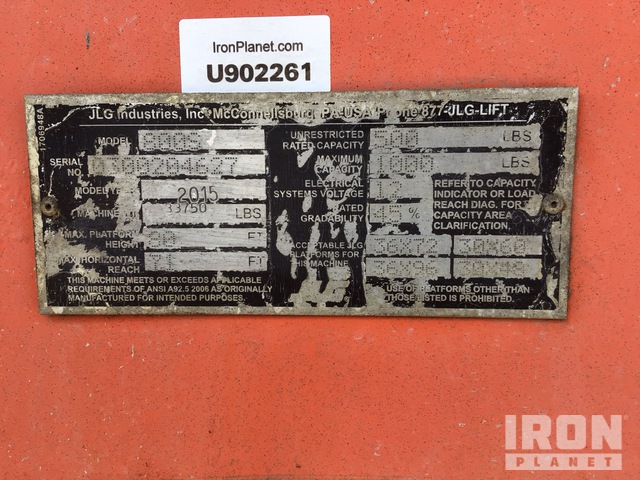 IronPlanet.com
U902261
JLG Industries, Inc. McConnellsburg, PA-USA Phone 877-JLG-LIFT
1706948A
MODEL
SERIAL NO.
MODEL YEAR 2015
MACHINE WT. 33750 LBS
MAX. PLATFORM HEIGHT FT
MAX. HORIZONTAL REACH FT
THIS MACHINE MEETS OR EXCEEDS APPLICABLE
REQUIREMENTS OF ANSI A92.5 2006 AS ORIGINALLY
MANUFACTURED FOR INTENDED PURPOSES.
UNRESTRICTED RATED CAPACITY LBS
MAXIMUM CAPACITY 1000 LBS
ELECTRICAL SYSTEMS VOLTAGE 12
RATED GRADABILITY 45 %
REFER TO CAPACITY
INDICATOR OR LOAD
REACH DIAG. FOR
CAPACITY AREA
CLARIFICATION.
ACCEPTABLE JLG
PLATFORMS FOR
THIS MACHINE
36X72
USE OF PLATFORMS OTHER THAN
THOSE LISTED IS PROHIBITED.
IRON
PLANET